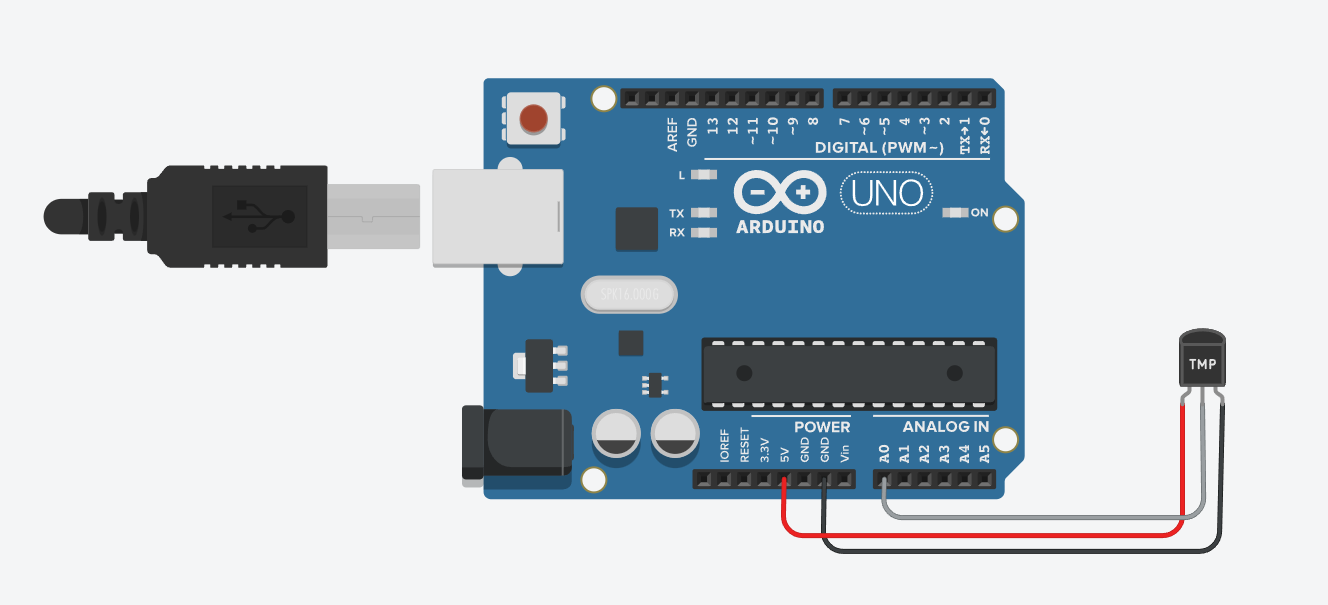 AREF
GND
13
12
~11
~10
~9
8
7
~6
~5
4
~3
2
TX→1
RX←0
DIGITAL (PWM~)
L
TX
RX
ARDUINO
UNO
ON
SPK16.000G
TMP
POWER
ANALOG IN
IOREF
RESET
3.3V
5V
GND
GND
Vin
A0
A1
A2
A3
A4
A5